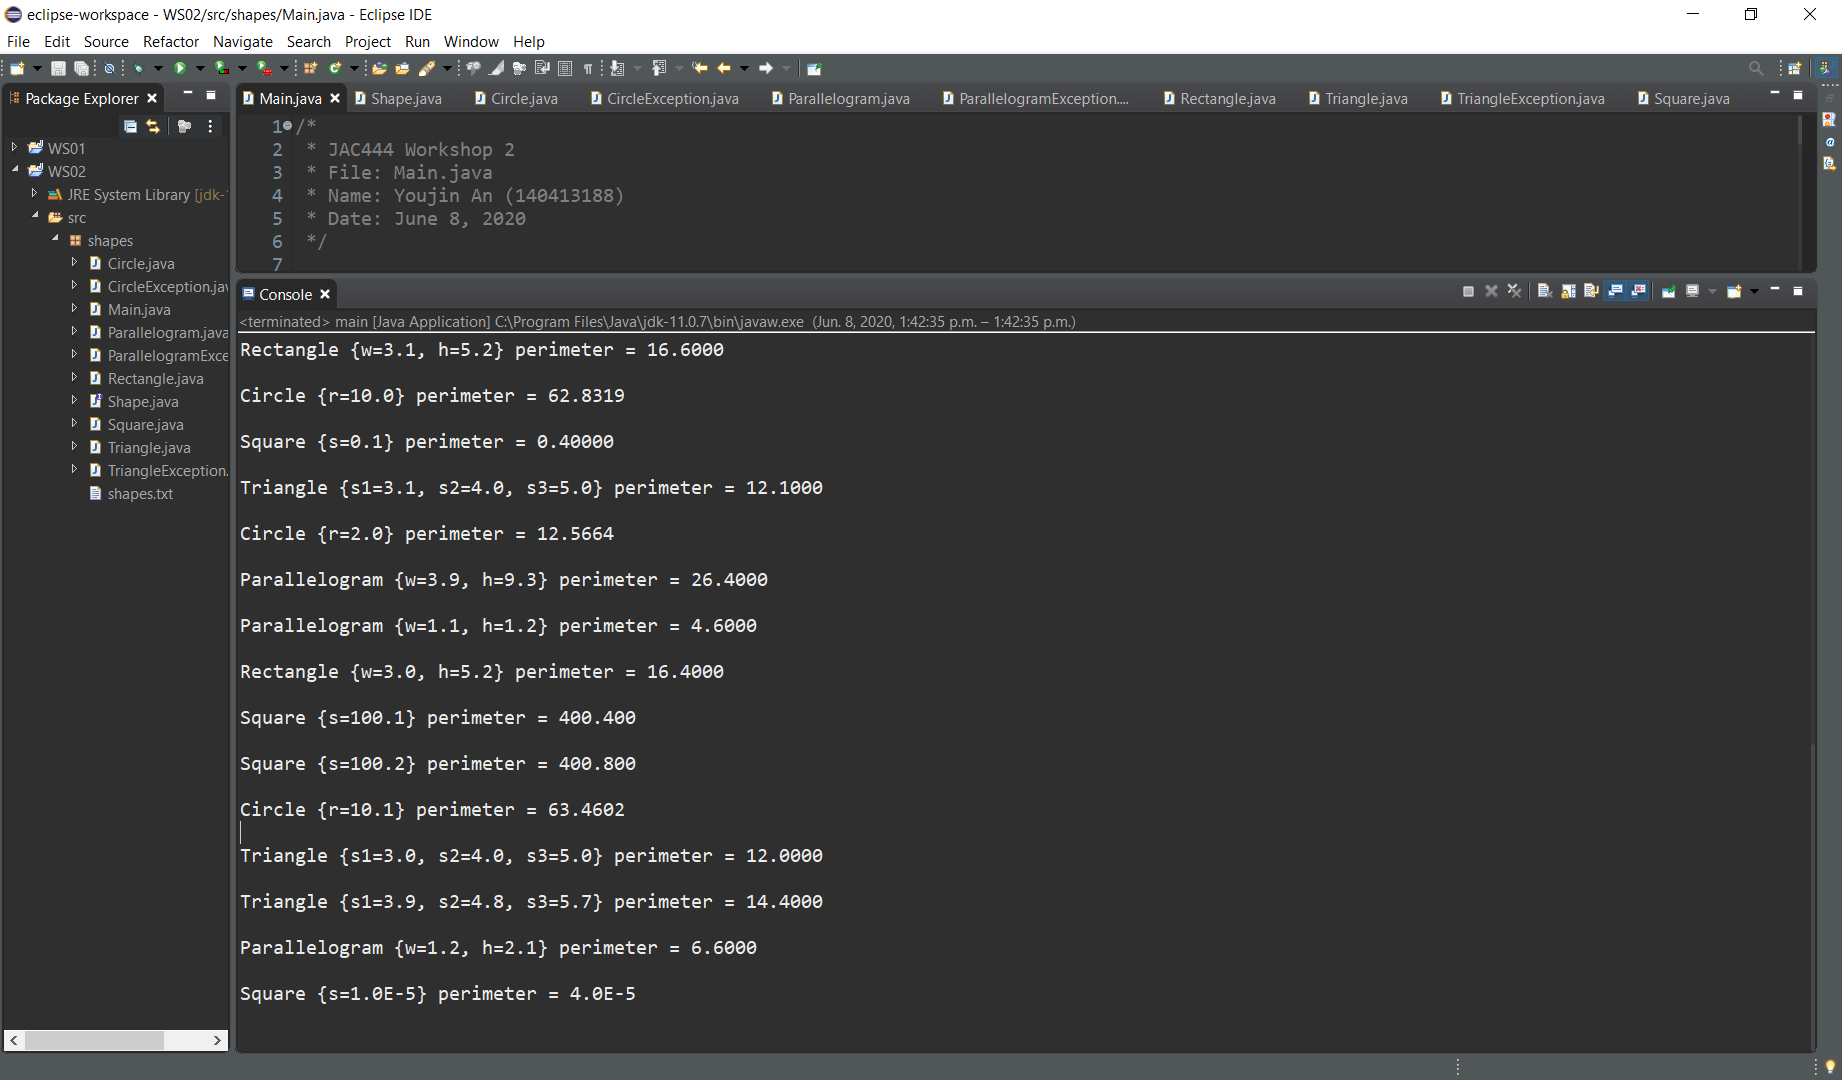 eclipse-workspace - WS02/src/shapes/Main.java - Eclipse IDE
File Edit Source Refactor Navigate Search Project Run Window Help
Package Explorer
Main.java Shape.java Circle.java CircleException.java Parallelogram.java ParallelogramException.... Rectangle.java Triangle.java TriangleException.java Square.java
WS01
WS02
JRE System Library [jdk-
src
shapes
Circle.java
CircleException.jav
Main.java
Parallelogram.java
ParallelogramExce
Rectangle.java
Shape.java
Square.java
Triangle.java
TriangleException.
shapes.txt
1 /*
2 * JAC444 Workshop 2
3 * File: Main.java
4 * Name: Youjin An (140413188)
5 * Date: June 8, 2020
6 */
7
Console
<terminated> main [Java Application] C:\Program Files\Java\jdk-11.0.7\bin\javaw.exe (Jun. 8, 2020, 1:42:35 p.m. – 1:42:35 p.m.)
Rectangle {w=3.1, h=5.2} perimeter = 16.6000
Circle {r=10.0} perimeter = 62.8319
Square {s=0.1} perimeter = 0.40000
Triangle {s1=3.1, s2=4.0, s3=5.0} perimeter = 12.1000
Circle {r=2.0} perimeter = 12.5664
Parallelogram {w=3.9, h=9.3} perimeter = 26.4000
Parallelogram {w=1.1, h=1.2} perimeter = 4.6000
Rectangle {w=3.0, h=5.2} perimeter = 16.4000
Square {s=100.1} perimeter = 400.400
Square {s=100.2} perimeter = 400.800
Circle {r=10.1} perimeter = 63.4602
Triangle {s1=3.0, s2=4.0, s3=5.0} perimeter = 12.0000
Triangle {s1=3.9, s2=4.8, s3=5.7} perimeter = 14.4000
Parallelogram {w=1.2, h=2.1} perimeter = 6.6000
Square {s=1.0E-5} perimeter = 4.0E-5